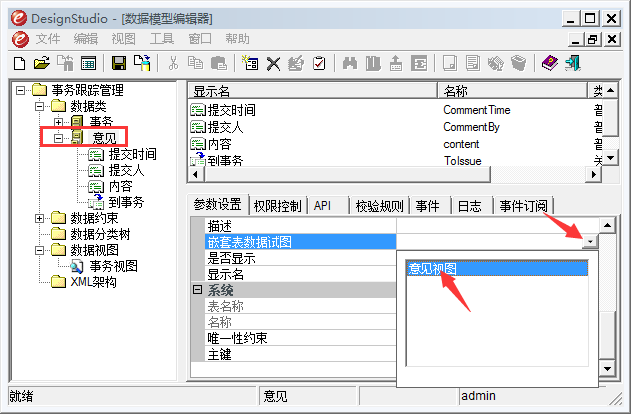 DesignStudio - [数据模型编辑器]
文件 编辑 视图 工具 窗口 帮助
事务跟踪管理
数据类
事务
意见
提交时间
提交人
内容
到事务
数据约束
数据分类树
数据视图
事务视图
XML架构
显示名 名称 类
提交时间 CommentTime 普
提交人 CommentBy 普
内容 content 普
到事务 ToIssue 关
参数设置 权限控制 API 校验规则 事件 日志 事件订阅
描述
嵌套表数据试图
是否显示
显示名
系统
表名称
名称
唯一性约束
主键
意见视图
就绪 意见 admin